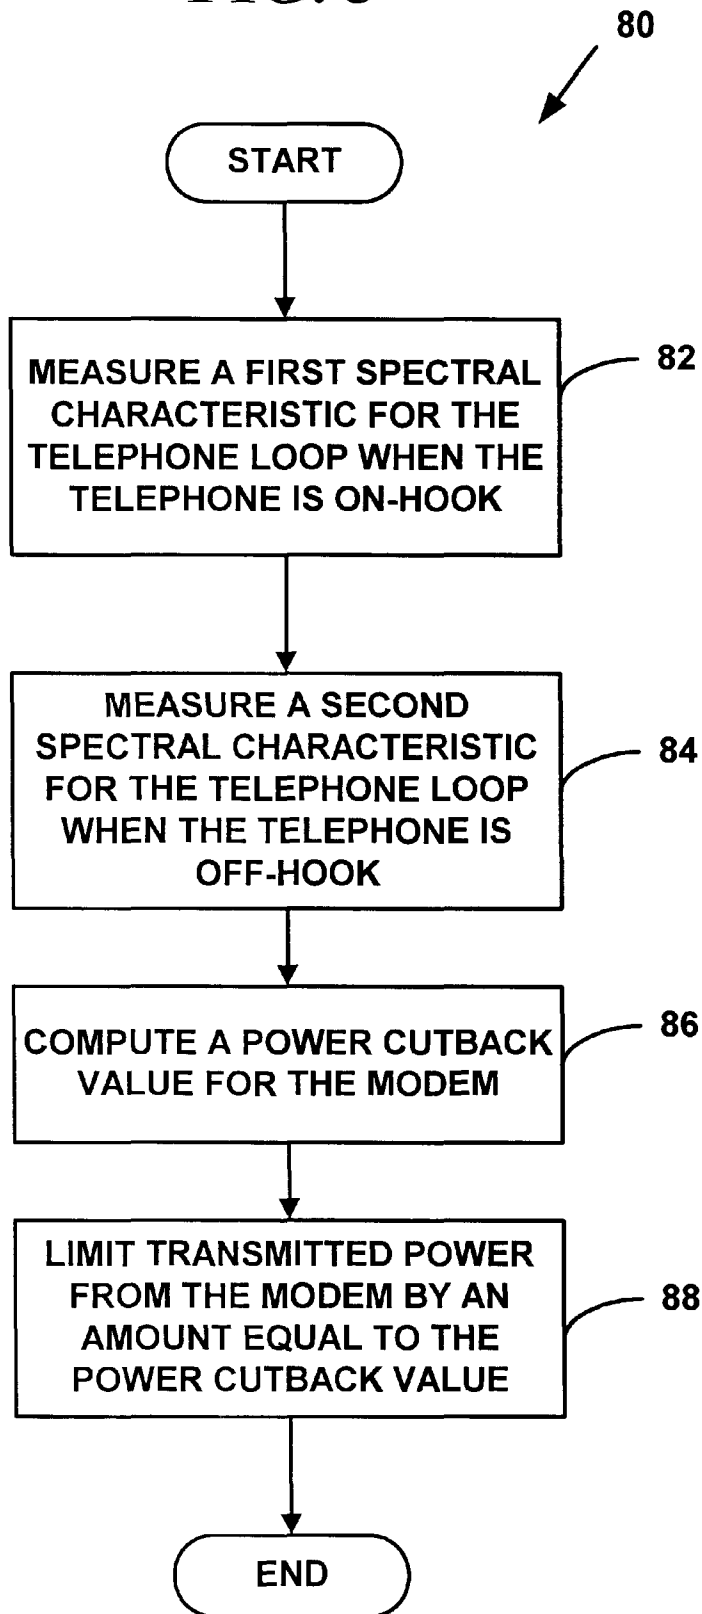 80
START
MEASURE A FIRST SPECTRAL
CHARACTERISTIC FOR THE
TELEPHONE LOOP WHEN THE
TELEPHONE IS ON-HOOK
82
MEASURE A SECOND
SPECTRAL CHARACTERISTIC
FOR THE TELEPHONE LOOP
WHEN THE TELEPHONE IS
OFF-HOOK
84
COMPUTE A POWER CUTBACK
VALUE FOR THE MODEM
86
LIMIT TRANSMITTED POWER
FROM THE MODEM BY AN
AMOUNT EQUAL TO THE
POWER CUTBACK VALUE
88
END